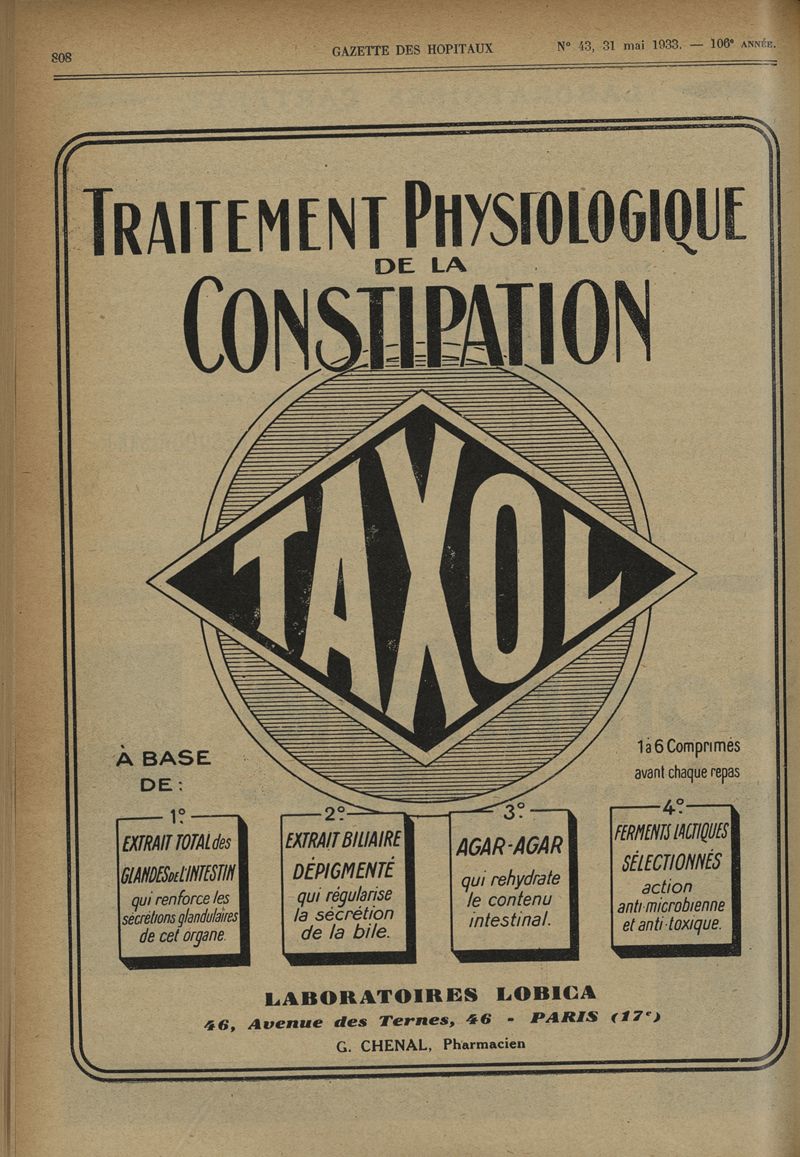 808
GAZETTE DES HOPITAUX
N° 43, 31 mai 1933. — 106e ANNÉE.
TRAITEMENT PHYSIOLOGIQUE
DE LA
CONSTIPATION
TAXOL
À BASE
DE :
1 à 6 Comprimés
avant chaque repas
1°
EXTRAIT TOTAL des
GLANDES DE L'INTESTIN
qui renforce les
sécrétions glandulaires
de cet organe.
2°
EXTRAIT BILIAIRE
DÉPIGMENTÉ
qui régularise
la sécrétion
de la bile.
3°
AGAR-AGAR
qui rehydrate
le contenu
intestinal.
4°
FERMENTS LACTIQUES
SÉLECTIONNÉS
action
anti-microbienne
et anti-toxique.
LABORATOIRES LOBICA
46, Avenue des Ternes, 46 - PARIS (17e)
G. CHENAL, Pharmacien